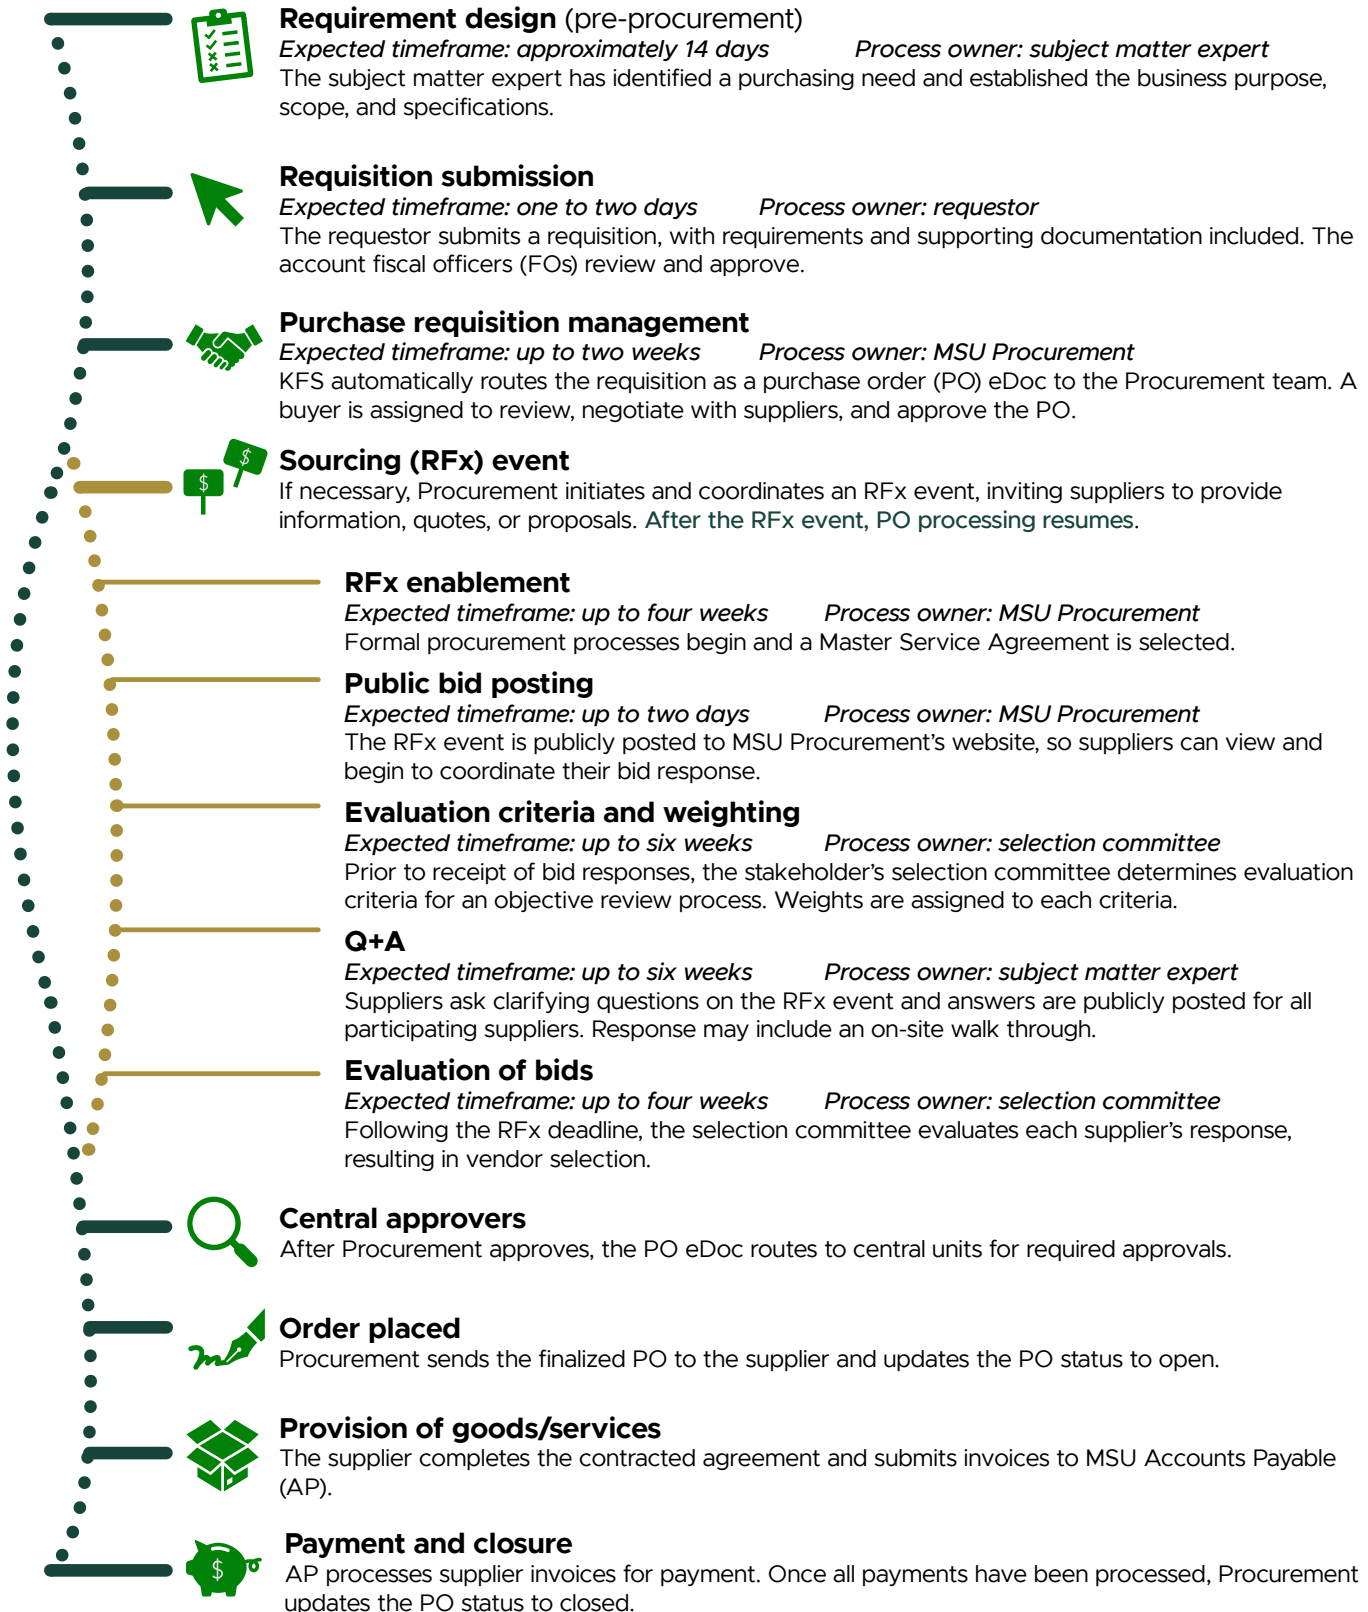 Requirement design (pre-procurement)
Expected timeframe: approximately 14 days Process owner: subject matter expert
The subject matter expert has identified a purchasing need and established the business purpose,
scope, and specifications.
Requisition submission
Expected timeframe: one to two days Process owner: requestor
The requestor submits a requisition, with requirements and supporting documentation included. The
account fiscal officers (FOs) review and approve.
Purchase requisition management
Expected timeframe: up to two weeks Process owner: MSU Procurement
KFS automatically routes the requisition as a purchase order (PO) eDoc to the Procurement team. A
buyer is assigned to review, negotiate with suppliers, and approve the PO.
$
$
Sourcing (RFx) event
If necessary, Procurement initiates and coordinates an RFx event, inviting suppliers to provide
information, quotes, or proposals. After the RFx event, PO processing resumes.
RFx enablement
Expected timeframe: up to four weeks Process owner: MSU Procurement
Formal procurement processes begin and a Master Service Agreement is selected.
Public bid posting
Expected timeframe: up to two days Process owner: MSU Procurement
The RFx event is publicly posted to MSU Procurement's website, so suppliers can view and
begin to coordinate their bid response.
Evaluation criteria and weighting
Expected timeframe: up to six weeks Process owner: selection committee
Prior to receipt of bid responses, the stakeholder's selection committee determines evaluation
criteria for an objective review process. Weights are assigned to each criteria.
Q+A
Expected timeframe: up to six weeks Process owner: subject matter expert
Suppliers ask clarifying questions on the RFx event and answers are publicly posted for all
participating suppliers. Response may include an on-site walk through.
Evaluation of bids
Expected timeframe: up to four weeks Process owner: selection committee
Following the RFx deadline, the selection committee evaluates each supplier's response,
resulting in vendor selection.
Central approvers
After Procurement approves, the PO eDoc routes to central units for required approvals.
Order placed
Procurement sends the finalized PO to the supplier and updates the PO status to open.
Provision of goods/services
The supplier completes the contracted agreement and submits invoices to MSU Accounts Payable
(AP).
$
Payment and closure
AP processes supplier invoices for payment. Once all payments have been processed, Procurement
updates the PO status to closed.